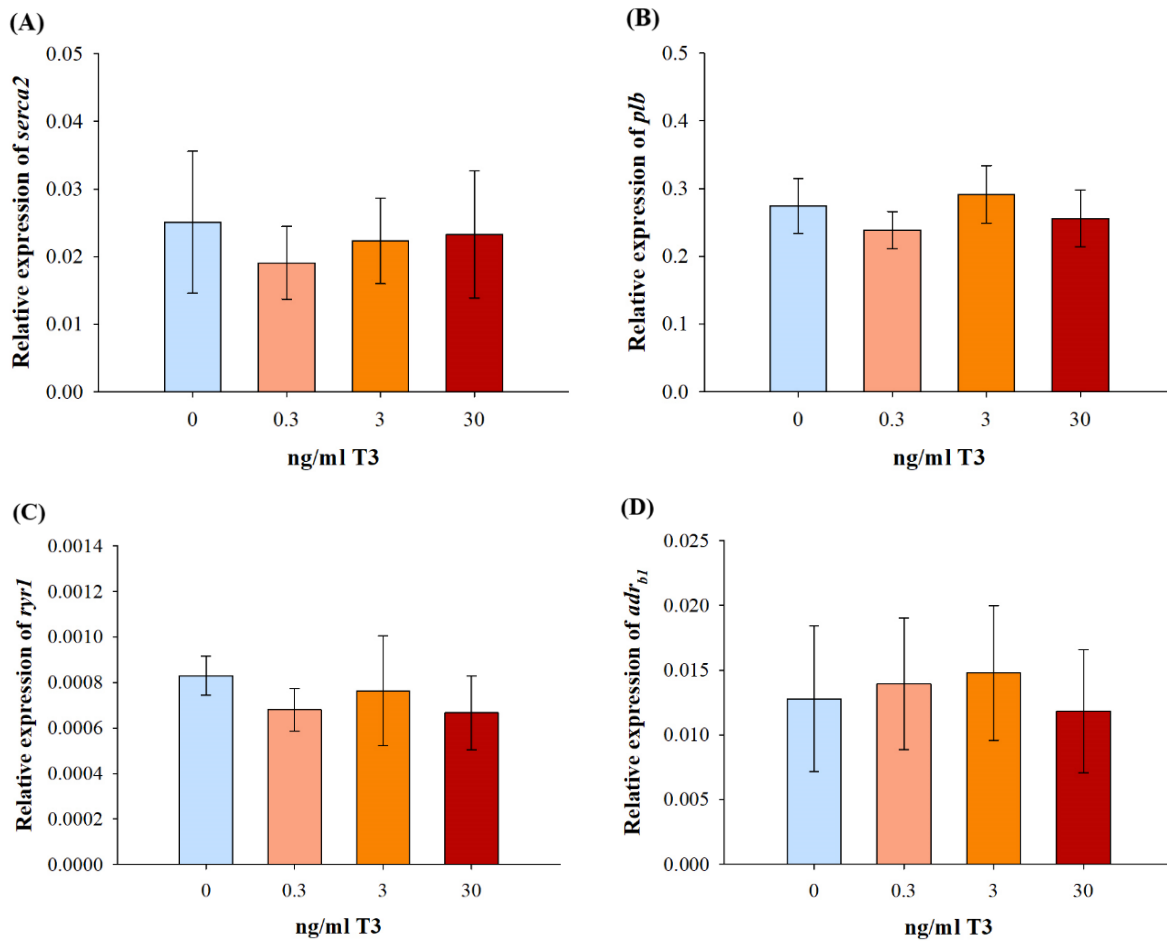 (A)
Relative expression of serca2
0.05
0.04
0.03
0.02
0.01
0.00
0 0.3 3 30
ng/ml T3
(B)
Relative expression of plb
0.5
0.4
0.3
0.2
0.1
0.0
0 0.3 3 30
ng/ml T3
(C)
Relative expression of ryr1
0.0014
0.0012
0.0010
0.0008
0.0006
0.0004
0.0002
0.0000
0 0.3 3 30
ng/ml T3
(D)
Relative expression of adrb1
0.025
0.020
0.015
0.010
0.005
0.000
0 0.3 3 30
ng/ml T3